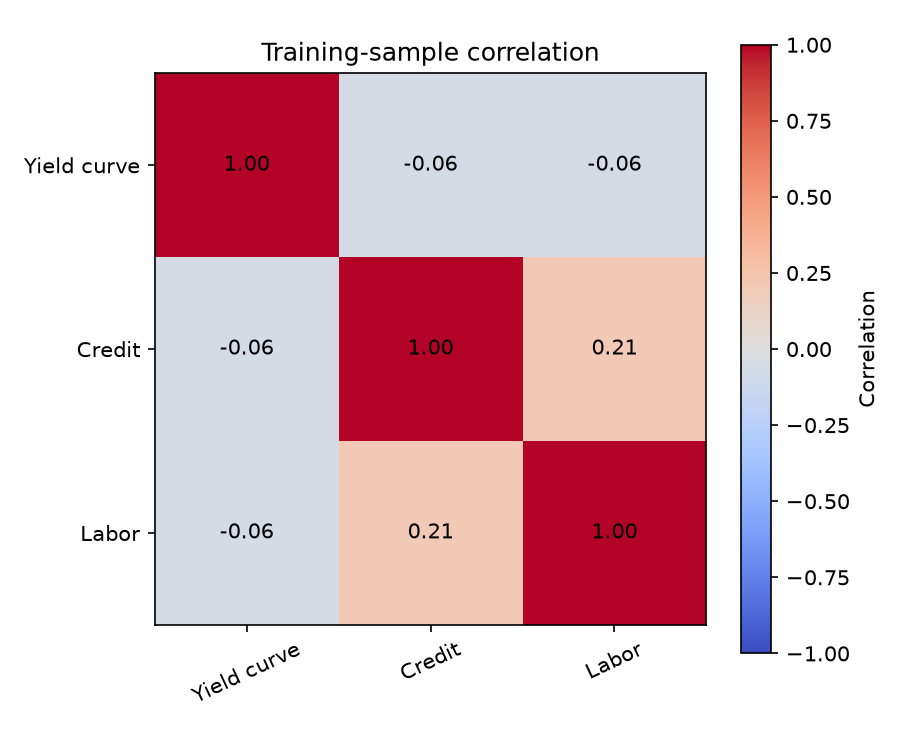 Training-sample correlation
Yield curve
1.00 -0.06 -0.06
Credit
-0.06 1.00 0.21
Labor
-0.06 0.21 1.00
Yield curve Credit Labor
1.00
0.75
0.50
0.25
0.00
−0.25
−0.50
−0.75
−1.00
Correlation